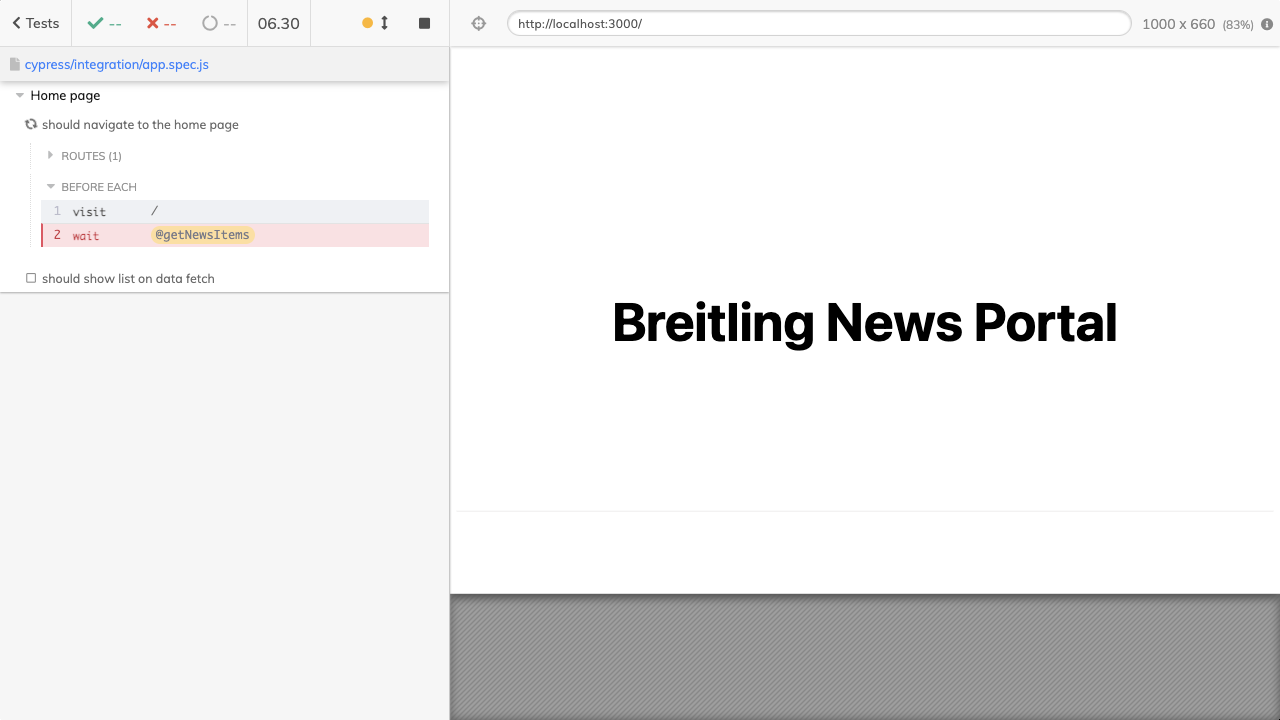 Tests -- -- -- 06.30
http://localhost:3000/ 1000 x 660 (83%)
cypress/integration/app.spec.js
Home page
should navigate to the home page
ROUTES (1)
BEFORE EACH
1 visit /
2 wait @getNewsItems
should show list on data fetch
Breitling News Portal